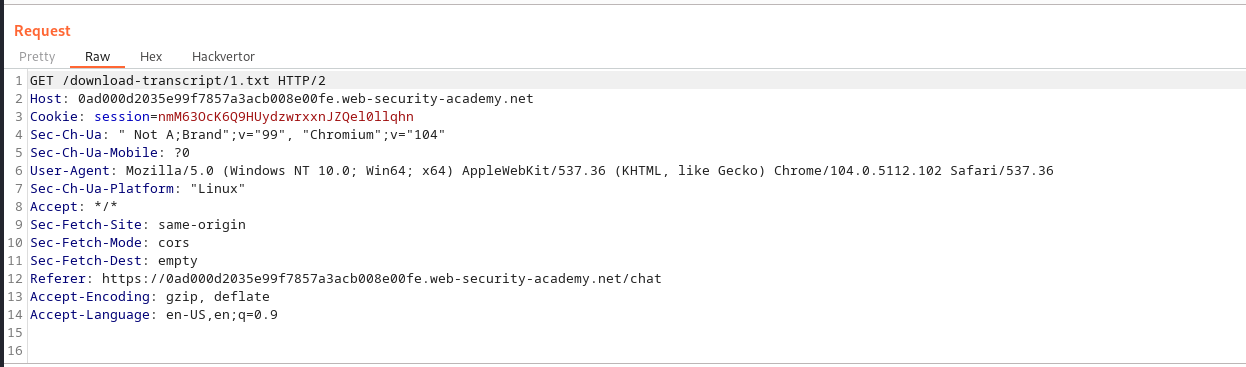 Request
Pretty Raw Hex Hackvertor
1 GET /download-transcript/1.txt HTTP/2
2 Host: 0ad000d2035e99f7857a3acb008e00fe.web-security-academy.net
3 Cookie: session=nmM63OcK6Q9HUydzwrxxnJZQel0llqhn
4 Sec-Ch-Ua: " Not A;Brand";v="99", "Chromium";v="104"
5 Sec-Ch-Ua-Mobile: ?0
6 User-Agent: Mozilla/5.0 (Windows NT 10.0; Win64; x64) AppleWebKit/537.36 (KHTML, like Gecko) Chrome/104.0.5112.102 Safari/537.36
7 Sec-Ch-Ua-Platform: "Linux"
8 Accept: */*
9 Sec-Fetch-Site: same-origin
10 Sec-Fetch-Mode: cors
11 Sec-Fetch-Dest: empty
12 Referer: https://0ad000d2035e99f7857a3acb008e00fe.web-security-academy.net/chat
13 Accept-Encoding: gzip, deflate
14 Accept-Language: en-US,en;q=0.9
15
16